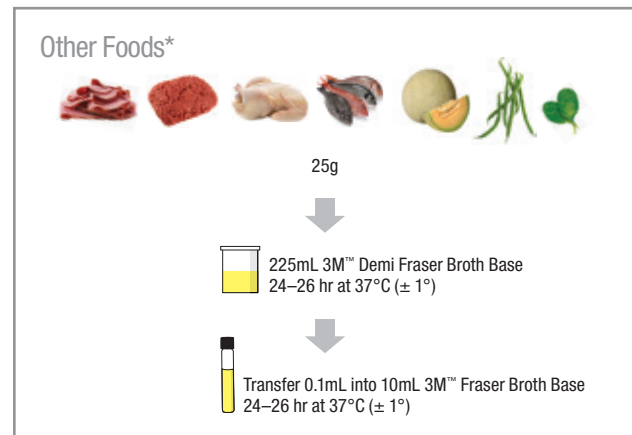 Other Foods*
25g
225mL 3M™ Demi Fraser Broth Base
24–26 hr at 37°C (± 1°)
Transfer 0.1mL into 10mL 3M™ Fraser Broth Base
24–26 hr at 37°C (± 1°)